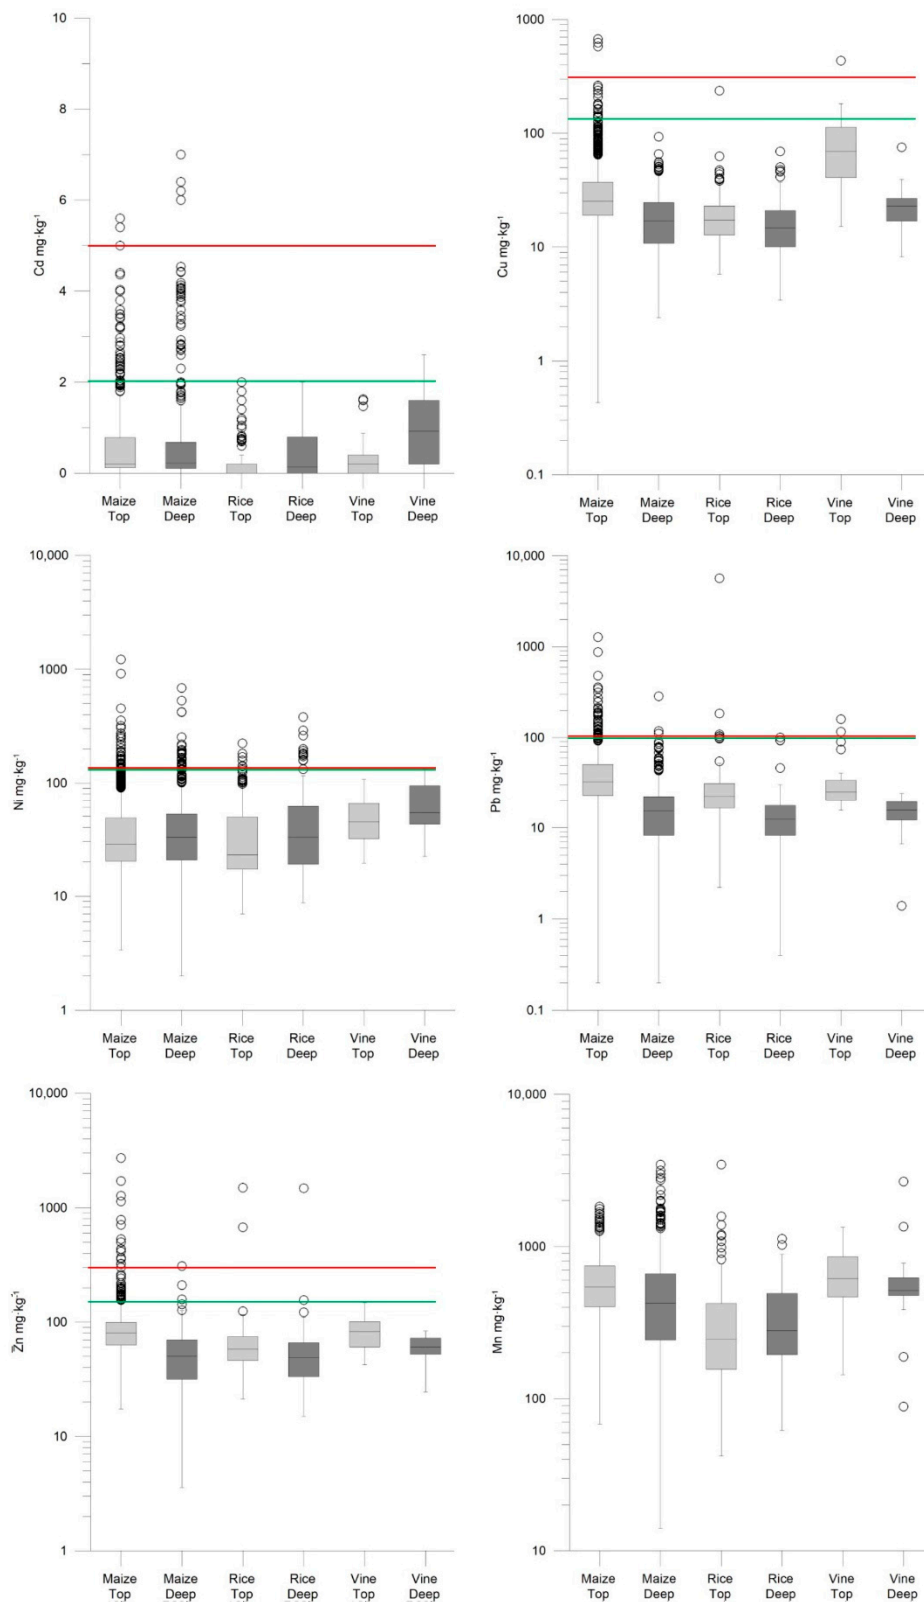 10
8
6
4
2
0
Cd mg·kg⁻¹
Maize Top
Maize Deep
Rice Top
Rice Deep
Vine Top
Vine Deep
1000
100
10
1
0.1
Cu mg·kg⁻¹
Maize Top
Maize Deep
Rice Top
Rice Deep
Vine Top
Vine Deep
10,000
1000
100
10
1
Ni mg·kg⁻¹
Maize Top
Maize Deep
Rice Top
Rice Deep
Vine Top
Vine Deep
10,000
1000
100
10
1
0.1
Pb mg·kg⁻¹
Maize Top
Maize Deep
Rice Top
Rice Deep
Vine Top
Vine Deep
10,000
1000
100
10
1
Zn mg·kg⁻¹
Maize Top
Maize Deep
Rice Top
Rice Deep
Vine Top
Vine Deep
10,000
1000
100
10
Mn mg·kg⁻¹
Maize Top
Maize Deep
Rice Top
Rice Deep
Vine Top
Vine Deep